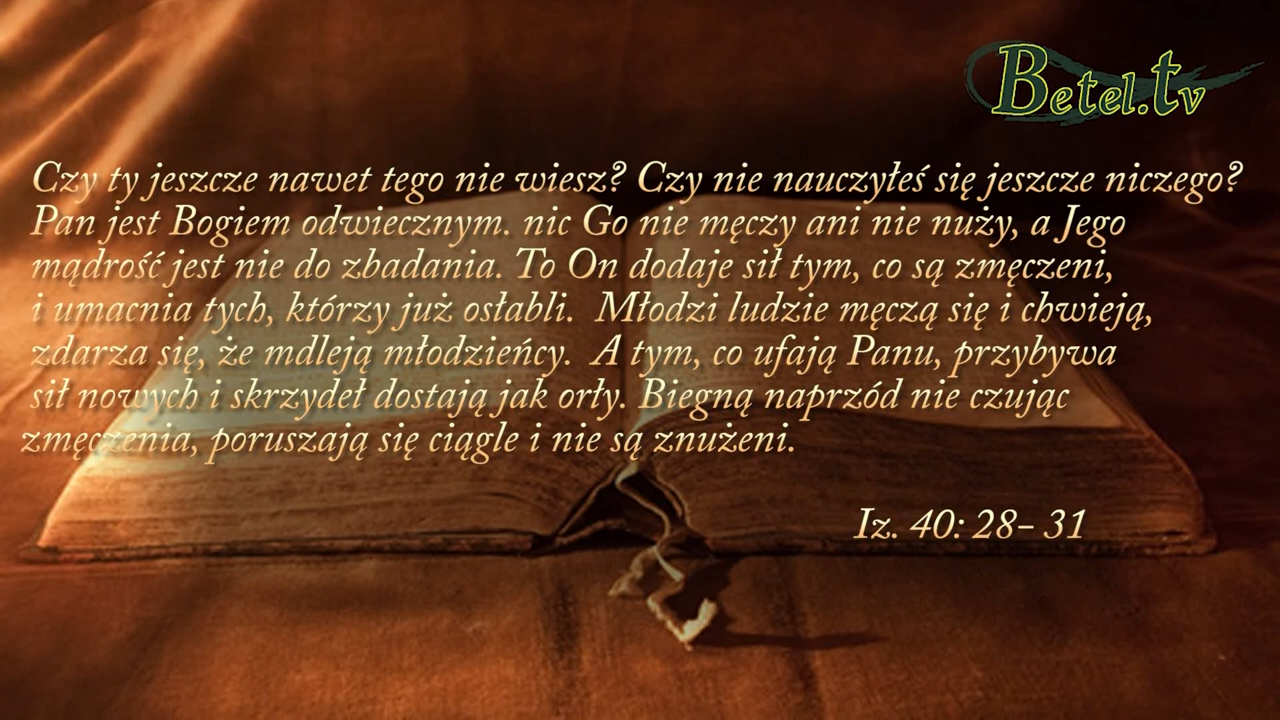 Betel.tv
Czy ty jeszcze nawet tego nie wiesz? Czy nie nauczyłeś się jeszcze niczego?
Pan jest Bogiem odwiecznym. nic Go nie męczy ani nie nuży, a Jego
mądrość jest nie do zbadania. To On dodaje sił tym, co są zmęczeni,
i umacnia tych, którzy już osłabli. Młodzi ludzie męczą się i chwieją,
zdarza się, że mdleją młodzieńcy. A tym, co ufają Panu, przybywa
sił nowych i skrzydeł dostają jak orły. Biegną naprzód nie czując
zmęczenia, poruszają się ciągle i nie są znużeni.
Iz. 40: 28- 31